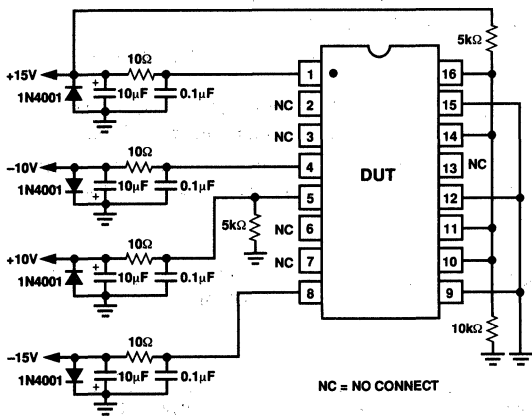 5kΩ
+15V
10Ω
1N4001
+
10μF
0.1μF
1
16
NC
2
15
NC
3
14
–10V
10Ω
1N4001
10μF
0.1μF
+
4
13
NC
DUT
5
12
5kΩ
NC
6
11
+10V
10Ω
1N4001
+
10μF
0.1μF
NC
7
10
8
9
10kΩ
–15V
10Ω
1N4001
10μF
0.1μF
+
NC = NO CONNECT